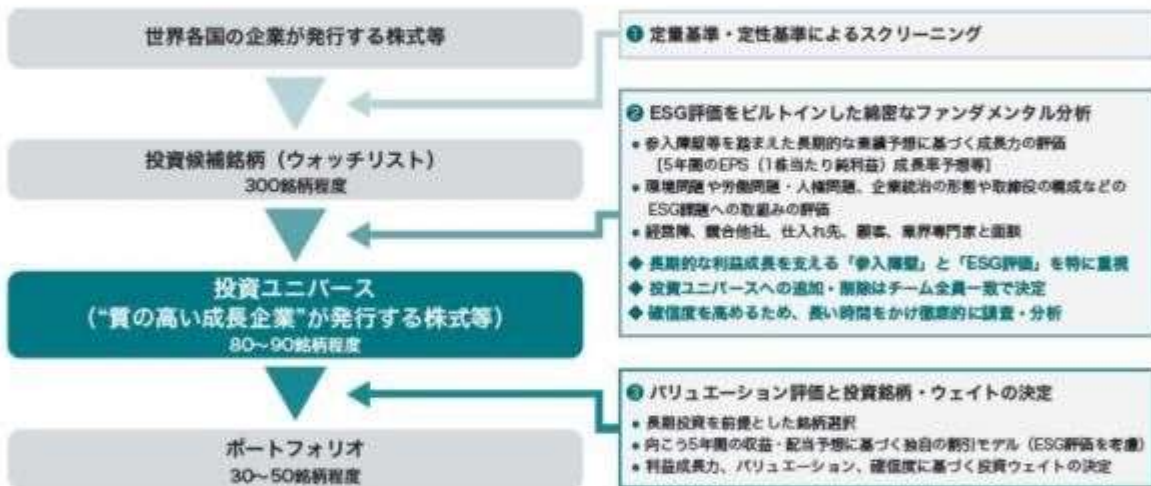 世界各国の企業が発行する株式等
❶ 定量基準・定性基準によるスクリーニング
投資候補銘柄（ウォッチリスト）
300銘柄程度
❷ ESG評価をビルトインした綿密なファンダメンタル分析
• 参入障壁等を踏まえた長期的な業績予想に基づく成長力の評価
［5年間のEPS（1株当たり純利益）成長率予想等］
• 環境問題や労働問題・人権問題、企業統治の形態や取締役の構成などの
ESG課題への取組みの評価
• 経営陣、競合他社、仕入れ先、顧客、業界専門家と面談
◆ 長期的な利益成長を支える「参入障壁」と「ESG評価」を特に重視
◆ 投資ユニバースへの追加・削除はチーム全員一致で決定
◆ 確信度を高めるため、長い時間をかけ徹底的に調査・分析
投資ユニバース
（“質の高い成長企業”が発行する株式等）
80～90銘柄程度
❸ バリュエーション評価と投資銘柄・ウェイトの決定
• 長期投資を前提とした銘柄選択
• 向こう5年間の収益・配当予想に基づく独自の割引モデル（ESG評価を考慮）
• 利益成長力、バリュエーション、確信度に基づく投資ウェイトの決定
ポートフォリオ
30～50銘柄程度